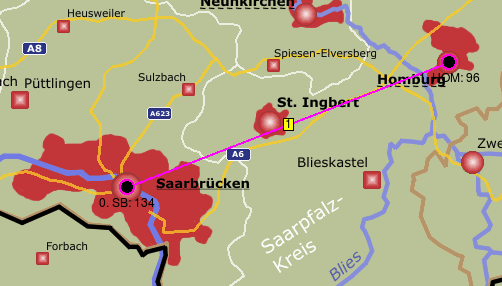 Neunkirchen
Heusweiler
A8
Spiesen-Elversberg
ch Püttlingen
Sulzbach
Homburg
HOM: 96
St. Ingbert
A623
1
A6
Zwe
Blieskastel
Saarbrücken
0. SB: 134
Saarpfalz-
Kreis
Forbach
Blies